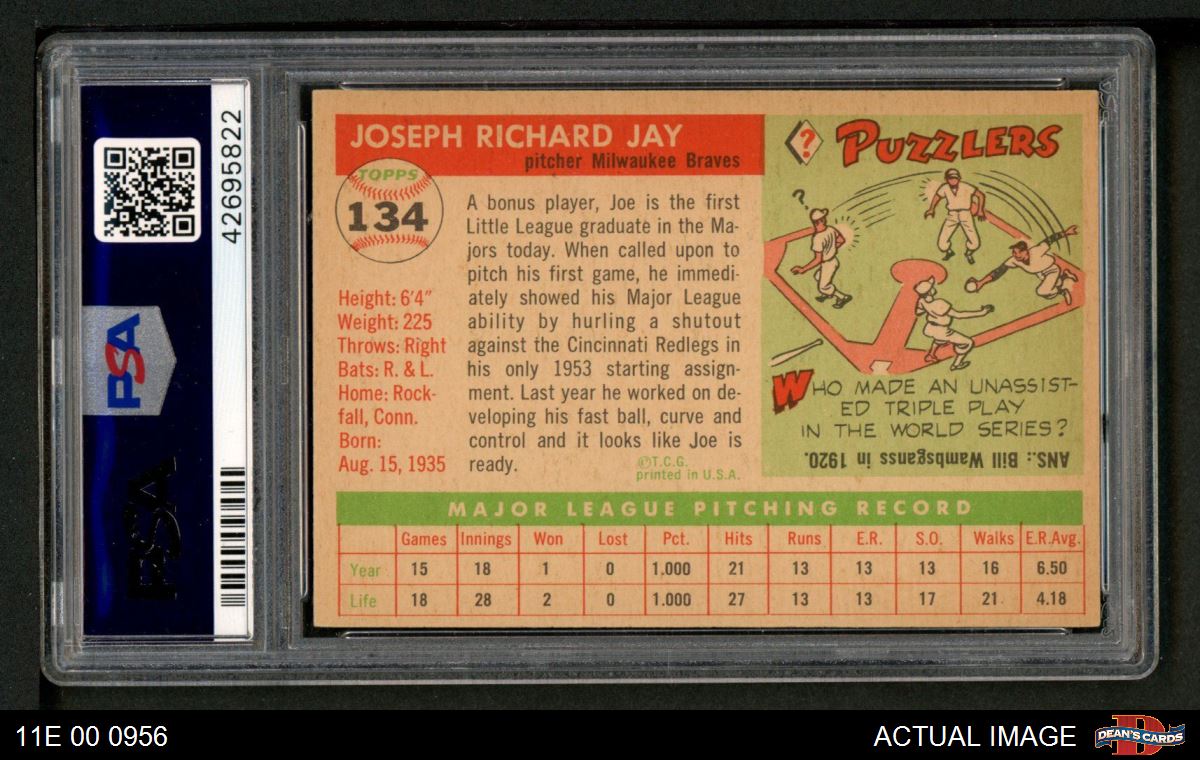 42695822
PSA
PSA
JOSEPH RICHARD JAY
pitcher Milwaukee Braves
TOPPS
134
Height: 6'4"
Weight: 225
Throws: Right
Bats: R. & L.
Home: Rock-
fall, Conn.
Born:
Aug. 15, 1935
A bonus player, Joe is the first
Little League graduate in the Ma-
jors today. When called upon to
pitch his first game, he immedi-
ately showed his Major League
ability by hurling a shutout
against the Cincinnati Redlegs in
his only 1953 starting assign-
ment. Last year he worked on de-
veloping his fast ball, curve and
control and it looks like Joe is
ready.
©T.C.G.
printed in U.S.A.
?
PUZZLERS
?
WHO MADE AN UNASSIST-
ED TRIPLE PLAY
IN THE WORLD SERIES?
ANS.: Bill Wambsganss in 1920.
MAJOR LEAGUE PITCHING RECORD
Games Innings Won Lost Pct. Hits Runs E.R. S.O. Walks E.R.Avg.
Year 15 18 1 0 1.000 21 13 13 13 16 6.50
Life 18 28 2 0 1.000 27 13 13 17 21 4.18
11E 00 0956
ACTUAL IMAGE
D
DEAN'S CARDS